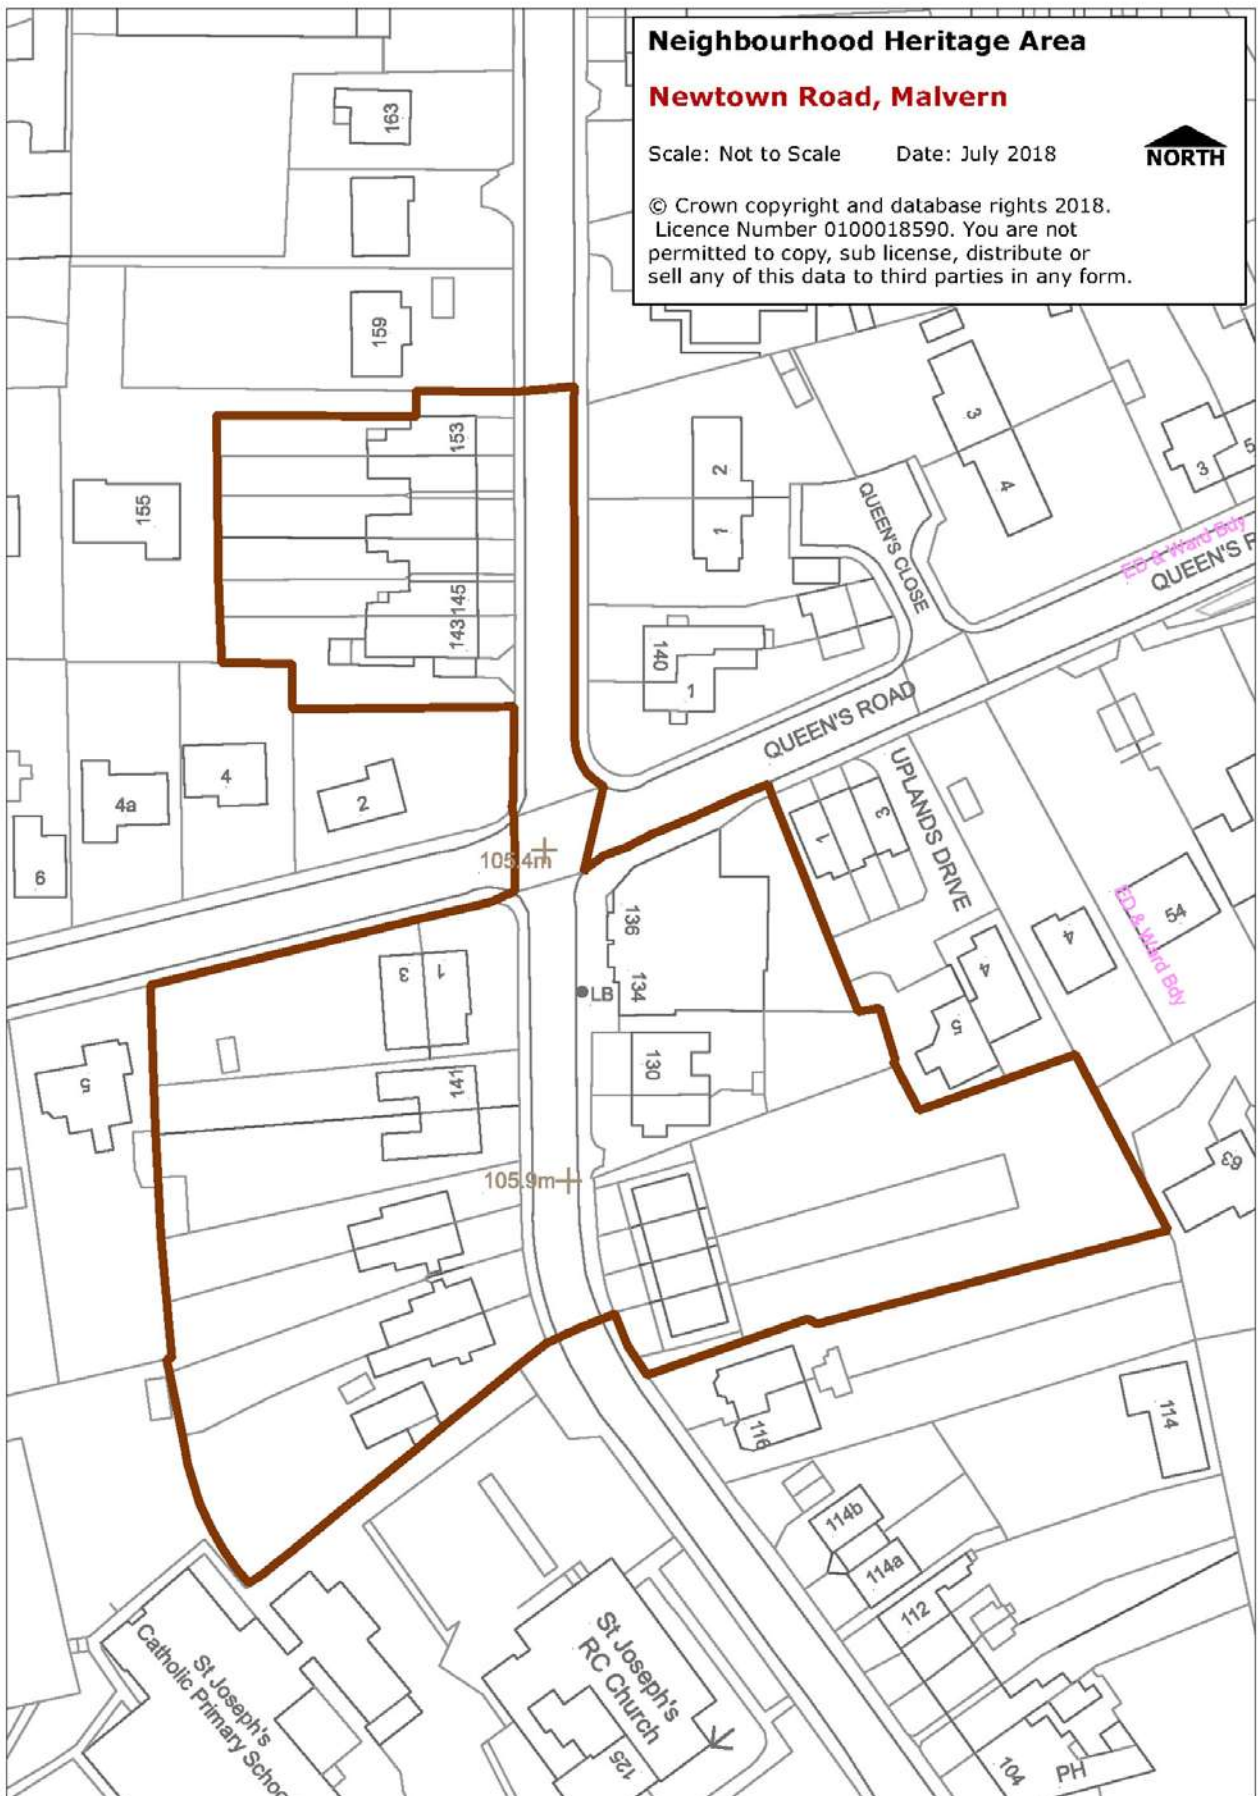 Neighbourhood Heritage Area
Newtown Road, Malvern
Scale: Not to Scale Date: July 2018
NORTH
© Crown copyright and database rights 2018.
Licence Number 0100018590. You are not
permitted to copy, sub license, distribute or
sell any of this data to third parties in any form.
163
159
153
155
143
145
2
1
3
4
3
5
QUEEN'S CLOSE
ED & Ward Bdy
QUEEN'S R
140
1
QUEEN'S ROAD
UPLANDS DRIVE
1
3
4a
4
2
6
105.4m
136
134
LB
130
3
1
5
141
4
5
4
54
ED & Ward Bdy
63
105.9m
116
114
114b
114a
112
104
PH
St Joseph's
RC Church
125
St Joseph's
Catholic Primary Schoo